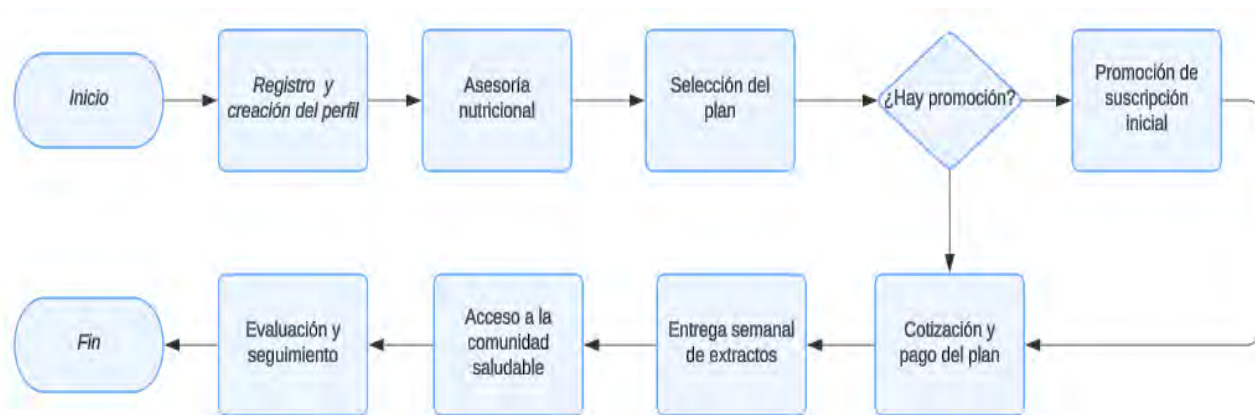 Inicio
Registro y
creación del perfil
Asesoría
nutricional
Selección del
plan
¿Hay promoción?
Promoción de
suscripción
inicial
Fin
Evaluación y
seguimiento
Acceso a la
comunidad
saludable
Entrega semanal
de extractos
Cotización y
pago del plan